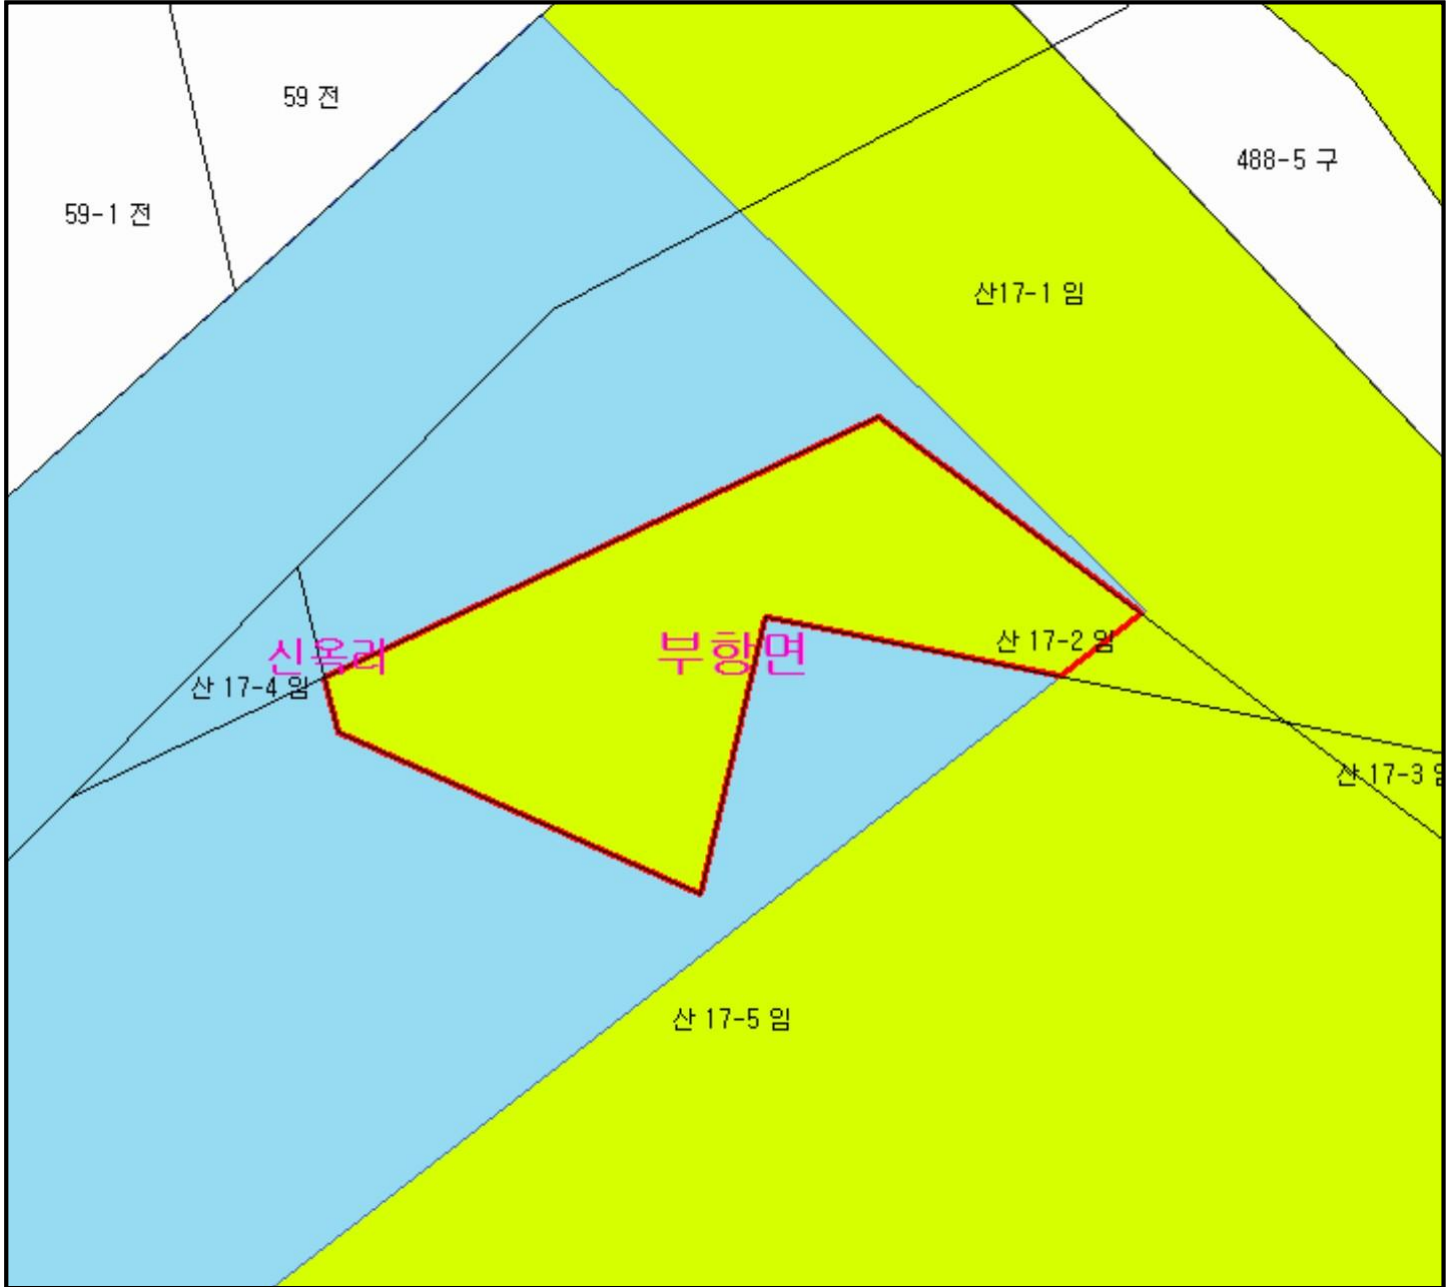 59 전
488-5 구
59-1 전
산17-1 임
산 17-2 임
신옥리
부항면
산 17-4 임
산 17-3 임
산 17-5 임